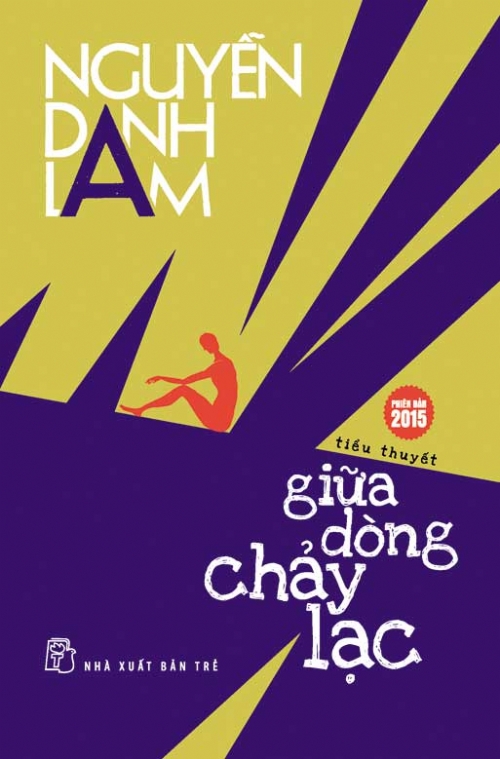 NGUYỄN
DANH
LAM
PHIÊN BẢN
2015
tiểu thuyết
giữa
dòng
chảy
lạc
NHÀ XUẤT BẢN TRẺ